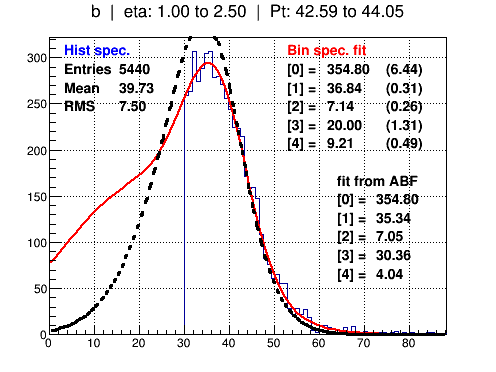 b | eta: 1.00 to 2.50 | Pt: 42.59 to 44.05
Hist spec.
Entries 5440
Mean 39.73
RMS 7.50
Bin spec. fit
[0] = 354.80 (6.44)
[1] = 36.84 (0.31)
[2] = 7.14 (0.26)
[3] = 20.00 (1.31)
[4] = 9.21 (0.49)
fit from ABF
[0] = 354.80
[1] = 35.34
[2] = 7.05
[3] = 30.36
[4] = 4.04
300
250
200
150
100
50
0
0 10 20 30 40 50 60 70 80